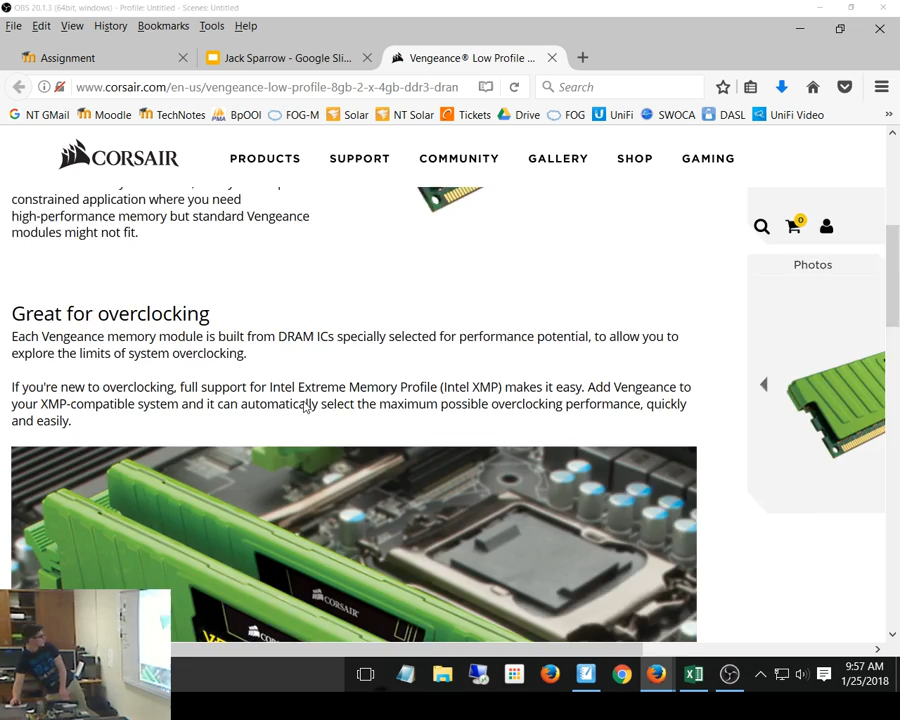 OBS 20.1.3 (64bit, windows) - Profile: Untitled - Scenes: Untitled
File Edit View History Bookmarks Tools Help
Assignment
Jack Sparrow - Google Sli...
Vengeance® Low Profile ...
www.corsair.com/en-us/vengeance-low-profile-8gb-2-x-4gb-ddr3-dran
Search
NT GMail Moodle TechNotes BpOOI FOG-M Solar NT Solar Tickets Drive FOG UniFi SWOCA DASL UniFi Video
CORSAIR
PRODUCTS SUPPORT COMMUNITY GALLERY SHOP GAMING
constrained application where you need
high-performance memory but standard Vengeance
modules might not fit.
0
Photos
Great for overclocking
Each Vengeance memory module is built from DRAM ICs specially selected for performance potential, to allow you to
explore the limits of system overclocking.
If you're new to overclocking, full support for Intel Extreme Memory Profile (Intel XMP) makes it easy. Add Vengeance to
your XMP-compatible system and it can automatically select the maximum possible overclocking performance, quickly
and easily.
CORSAIR
CORSAIR
9:57 AM
1/25/2018